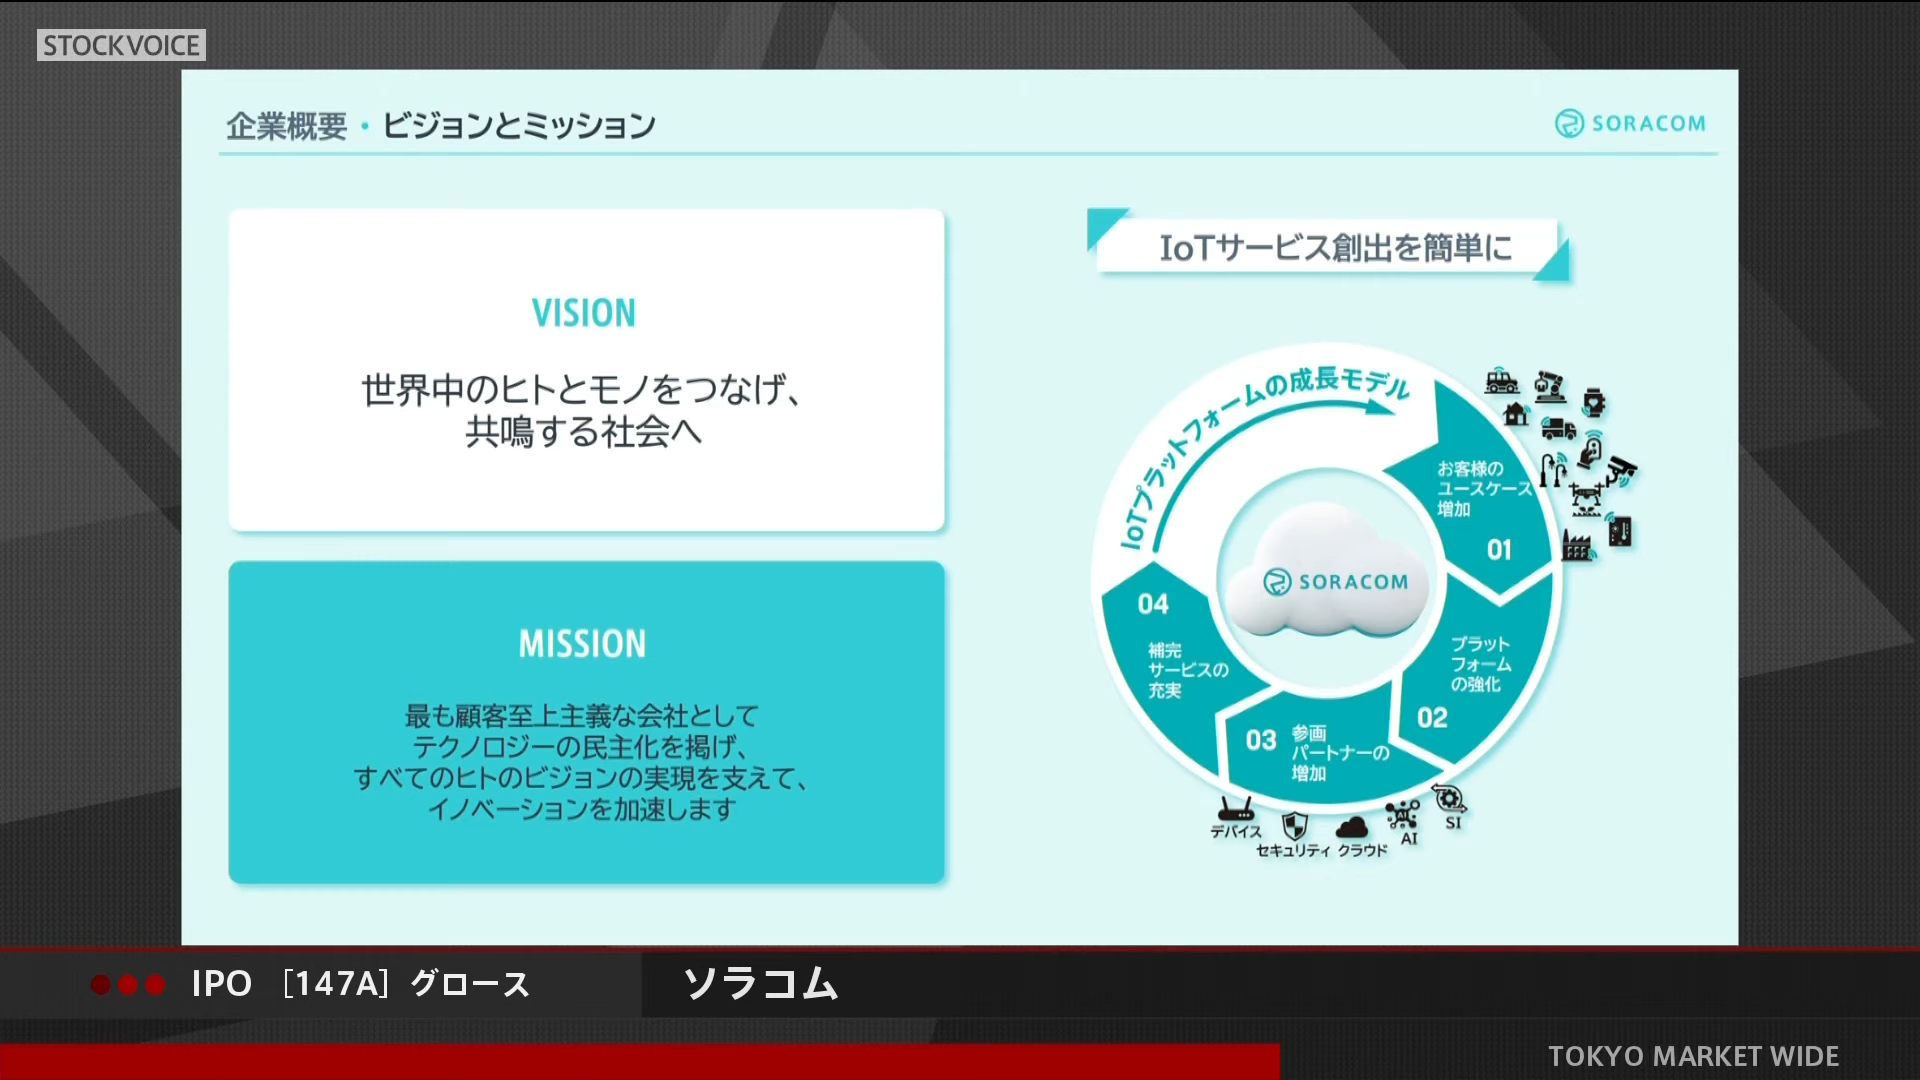 STOCKVOICE
企業概要・ビジョンとミッション
SORACOM
VISION
世界中のヒトとモノをつなげ、
共鳴する社会へ
MISSION
最も顧客至上主義な会社として
テクノロジーの民主化を掲げ、
すべてのヒトのビジョンの実現を支えて、
イノベーションを加速します
IoTサービス創出を簡単に
IoTプラットフォームの成長モデル
お客様の
ユースケース
増加
01
プラット
フォーム
の強化
02
03
参画
パートナーの
増加
04
補完
サービスの
充実
SORACOM
デバイス
セキュリティ
クラウド
AI
AI
SI
IPO [147A] グロース
ソラコム
TOKYO MARKET WIDE